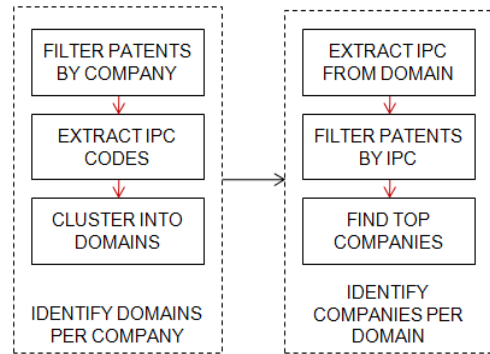 FILTER PATENTS
BY COMPANY
EXTRACT IPC
CODES
CLUSTER INTO
DOMAINS
IDENTIFY DOMAINS
PER COMPANY
EXTRACT IPC
FROM DOMAIN
FILTER PATENTS
BY IPC
FIND TOP
COMPANIES
IDENTIFY
COMPANIES PER
DOMAIN